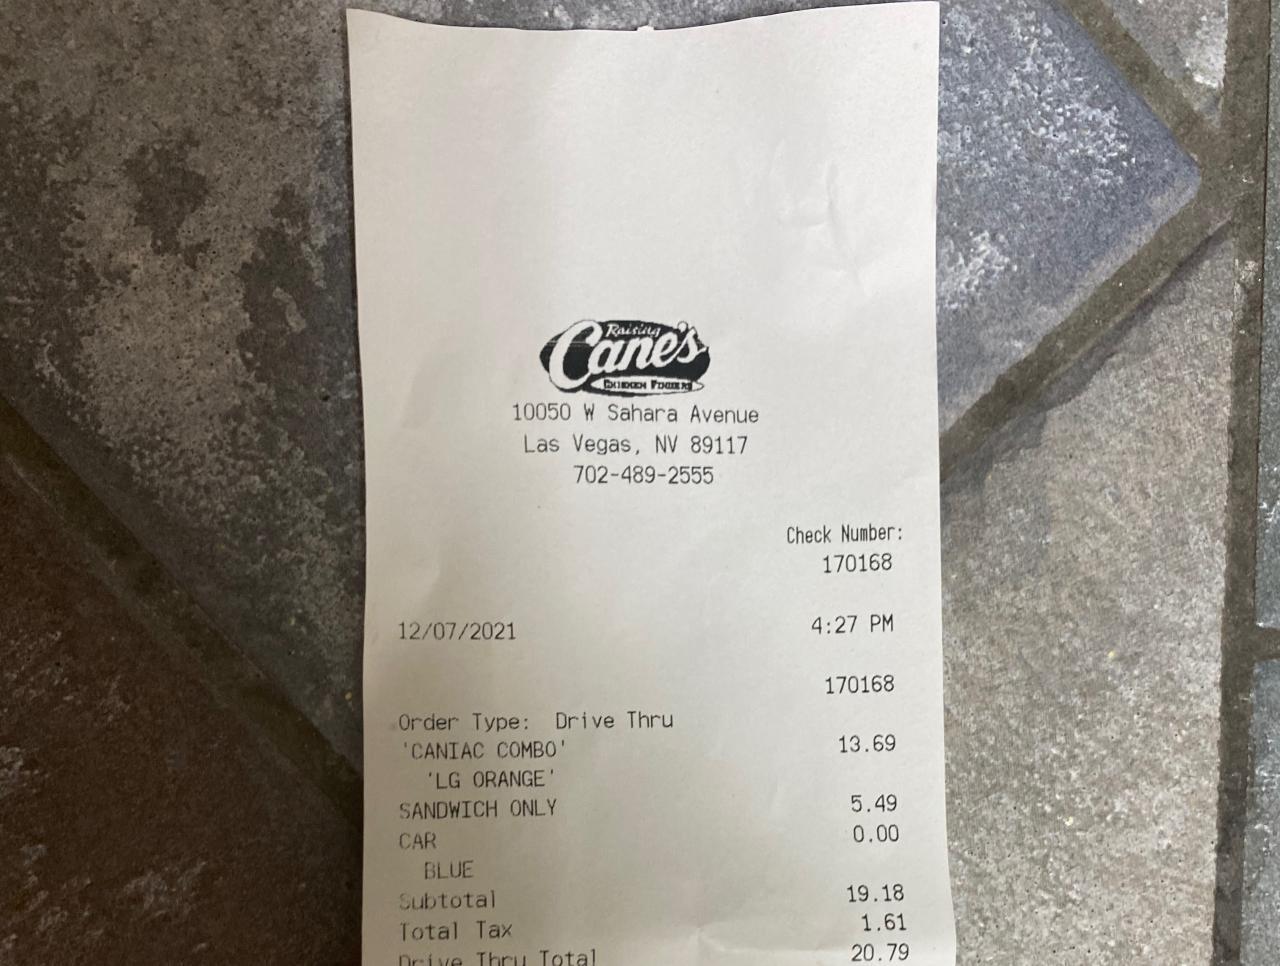 Raising
Cane's
CHICKEN FINGERS
10050 W Sahara Avenue
Las Vegas, NV 89117
702-489-2555
Check Number:
170168
12/07/2021 4:27 PM
170168
Order Type: Drive Thru
'CANIAC COMBO' 13.69
'LG ORANGE'
SANDWICH ONLY 5.49
CAR 0.00
BLUE
Subtotal 19.18
Total Tax 1.61
Drive Thru Total 20.79